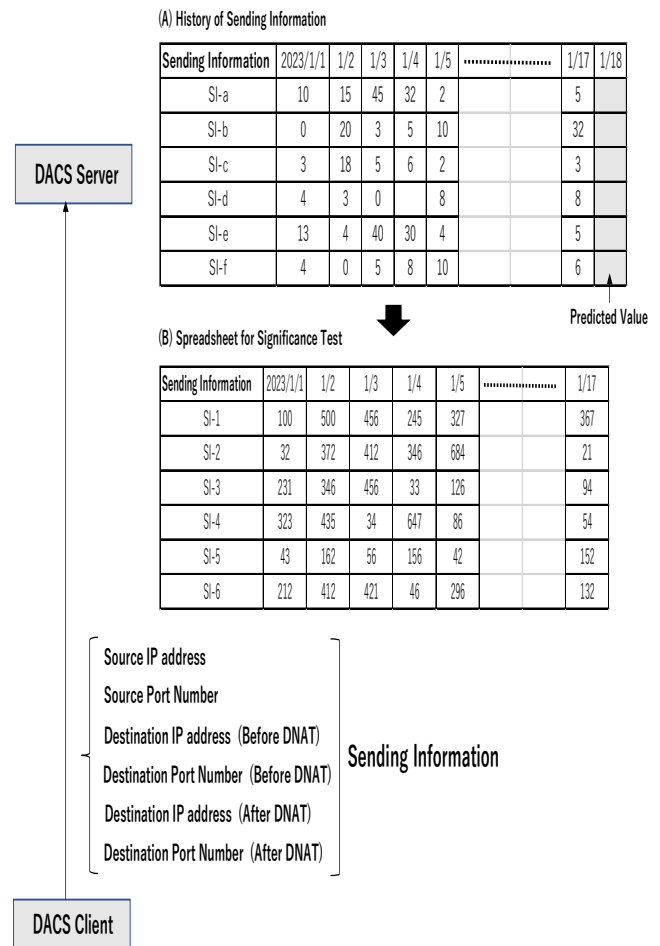 (A) History of Sending Information
Sending Information 2023/1/1 1/2 1/3 1/4 1/5 ...................... 1/17 1/18
SI-a 10 15 45 32 2 5
SI-b 0 20 3 5 10 32
SI-c 3 18 5 6 2 3
SI-d 4 3 0 8 8
SI-e 13 4 40 30 4 5
SI-f 4 0 5 8 10 6
DACS Server
Predicted Value
(B) Spreadsheet for Significance Test
Sending Information 2023/1/1 1/2 1/3 1/4 1/5 ...................... 1/17
SI-1 100 500 456 245 327 367
SI-2 32 372 412 346 684 21
SI-3 231 346 456 33 126 94
SI-4 323 435 34 647 86 54
SI-5 43 162 56 156 42 152
SI-6 212 412 421 46 296 132
Source IP address
Source Port Number
Destination IP address (Before DNAT)
Destination Port Number (Before DNAT)
Destination IP address (After DNAT)
Destination Port Number (After DNAT)
Sending Information
DACS Client